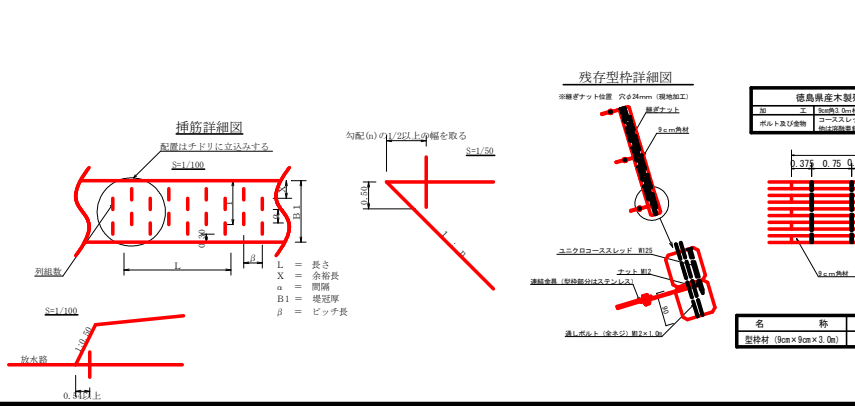 挿筋詳細図
配置はチドリに立込みする
S=1/100
X
L
α
B1
0.30
β
列組数
L
L = 長さ
X = 余裕長
α = 間隔
B1 = 堤冠厚
β = ピッチ長
S=1/100
1:0.50
放水路
勾配(n)の1/2以上の幅を取る
S=1/50
0.50
1 : n
残存型枠詳細図
※継ぎナット位置 穴φ24mm (現地加工)
継ぎナット
9cm角材
ユニクロコーススレッド W125
ナット M12
連結金具 (型枠部分はステンレス)
90
通しボルト (全ネジ) M12×1.0m
徳島県産木製
加 工
ボルト及び金物
0.375 0.75
9cm角材
名 称
型枠材 (9cm×9cm×3.0m)